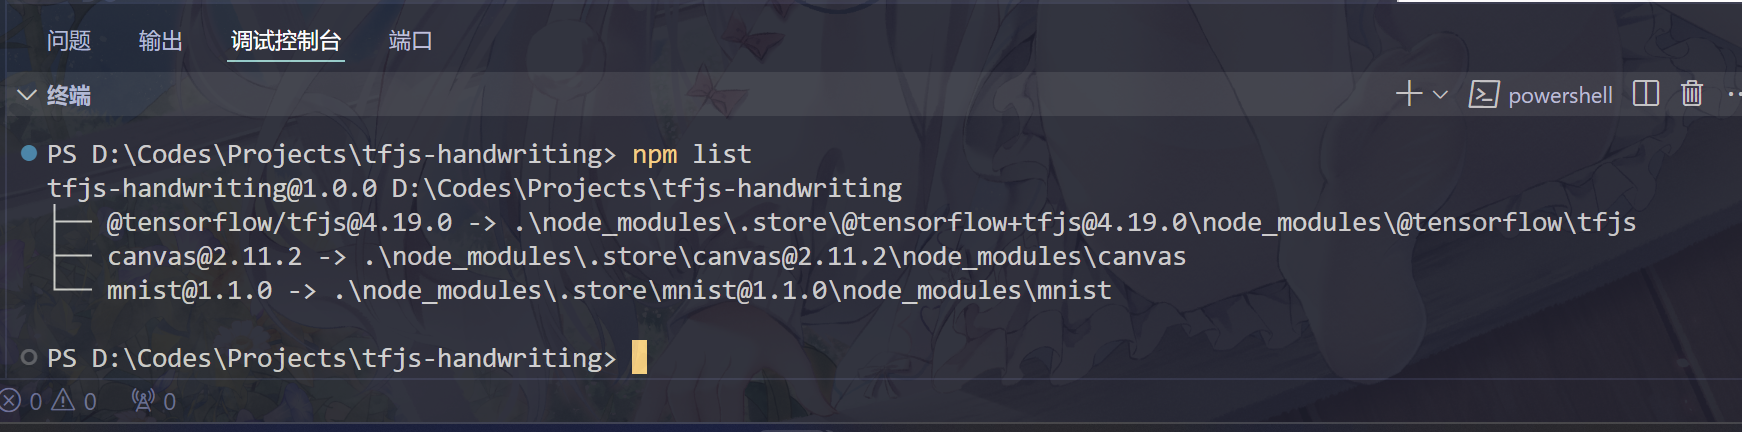 问题 输出 调试控制台 端口
终端 powershell
PS D:\Codes\Projects\tfjs-handwriting> npm list
tfjs-handwriting@1.0.0 D:\Codes\Projects\tfjs-handwriting
├── @tensorflow/tfjs@4.19.0 -> .\node_modules\.store\@tensorflow+tfjs@4.19.0\node_modules\@tensorflow\tfjs
├── canvas@2.11.2 -> .\node_modules\.store\canvas@2.11.2\node_modules\canvas
└── mnist@1.1.0 -> .\node_modules\.store\mnist@1.1.0\node_modules\mnist
PS D:\Codes\Projects\tfjs-handwriting>
0 0 0